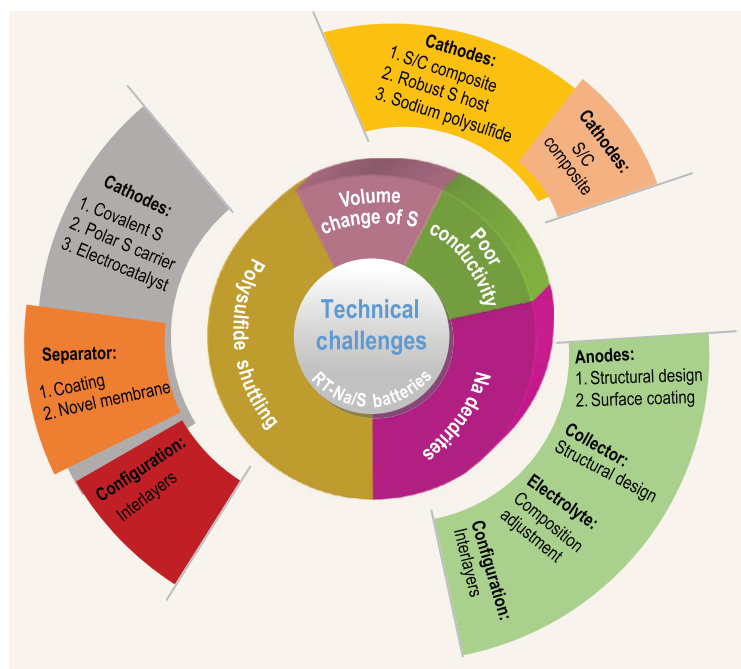 Cathodes:
1. S/C composite
2. Robust S host
3. Sodium polysulfide
Cathodes:
S/C
composite
Cathodes:
1. Covalent S
2. Polar S carrier
3. Electrocatalyst
Separator:
1. Coating
2. Novel membrane
Configuration:
Interlayers
Volume
change of S
Poor
conductivity
Polysulfide shuttling
Na dendrites
Technical
challenges
RT-Na/S batteries
Anodes:
1. Structural design
2. Surface coating
Collector:
Structural design
Electrolyte:
Composition
adjustment
Configuration:
Interlayers